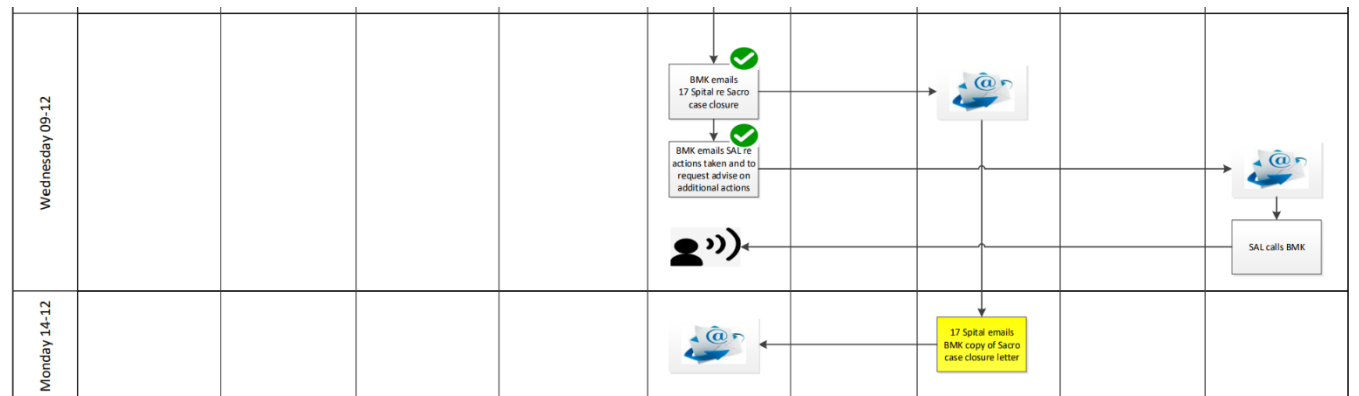 Wednesday 09-12
BMK emails
17 Spital re Sacro
case closure
@
BMK emails SAL re
actions taken and to
request advise on
additional actions
@
SAL calls BMK
Monday 14-12
@
17 Spital emails
BMK copy of Sacro
case closure letter